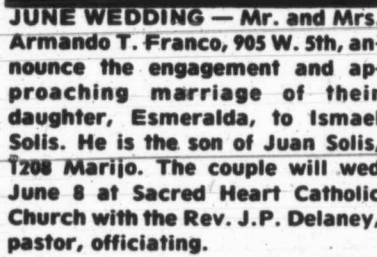 JUNE WEDDING — Mr. and Mrs.
Armando T. Franco, 905 W. 5th, an-
nounce the engagement and ap-
proaching marriage of their
daughter, Esmeralda, to Ismael
Solis. He is the son of Juan Solis,
1208 Marijo. The couple will wed
June 8 at Sacred Heart Catholic
Church with the Rev. J.P. Delaney,
pastor, officiating.